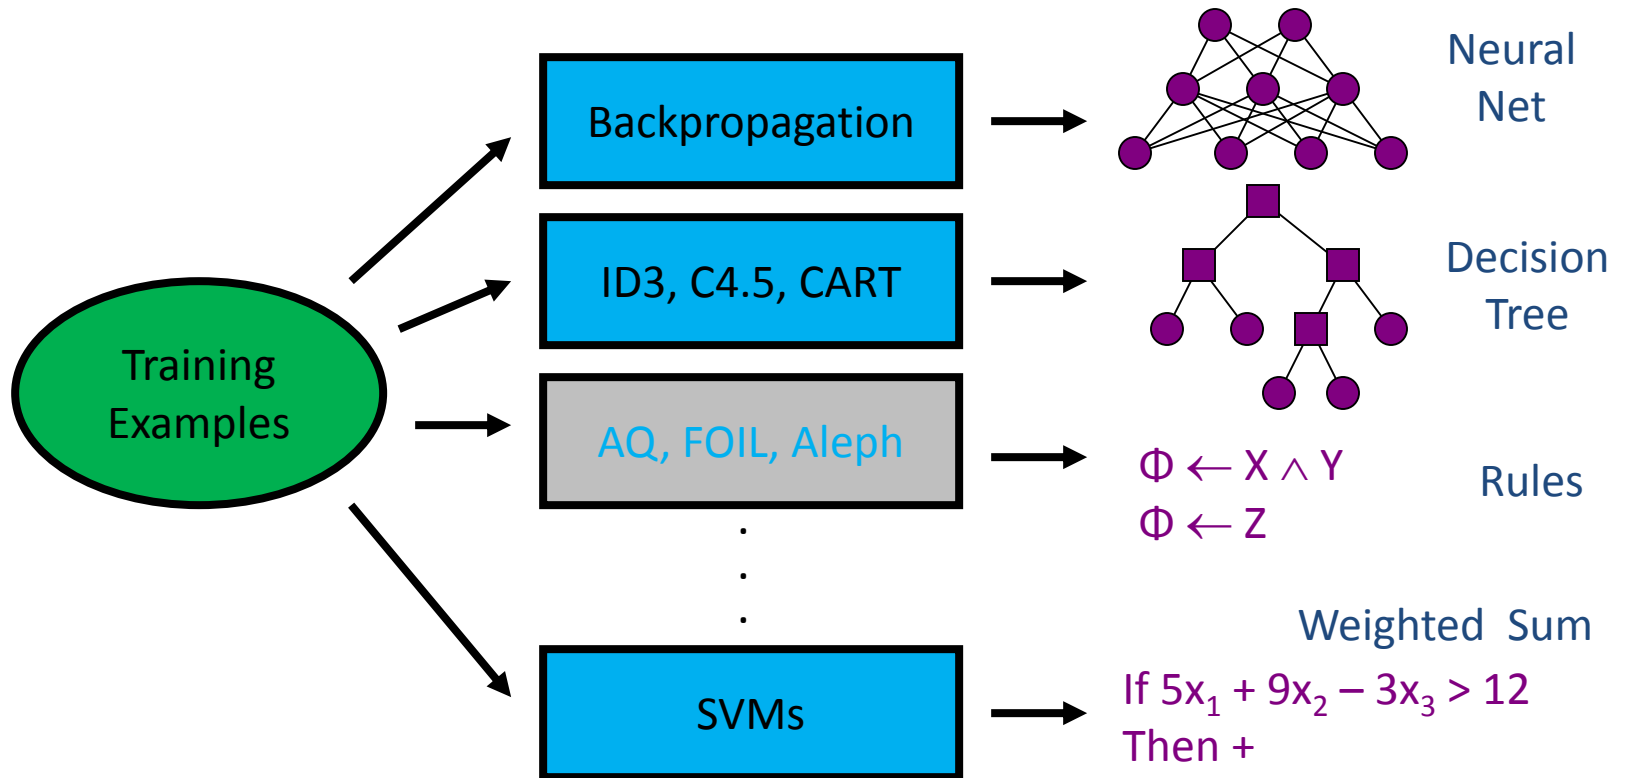 Training
Examples
Backpropagation
Neural
Net
ID3, C4.5, CART
Decision
Tree
AQ, FOIL, Aleph
Φ ← X ∧ Y
Φ ← Z
Rules
.
.
.
SVMs
Weighted Sum
If 5x₁ + 9x₂ – 3x₃ > 12
Then +